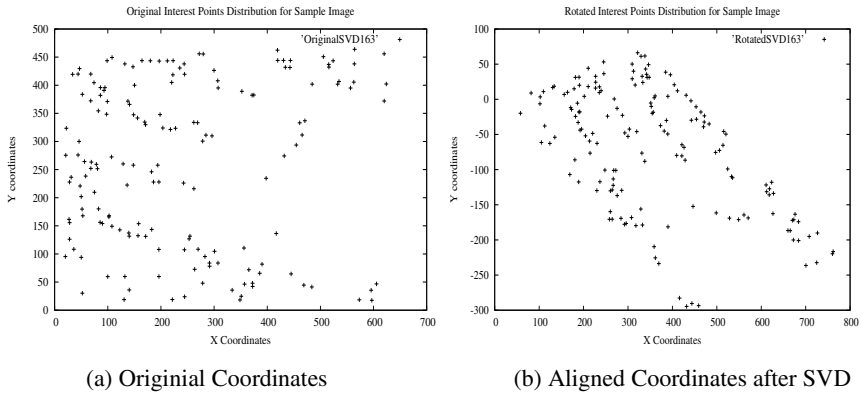 Original Interest Points Distribution for Sample Image
'OriginalSVD163'
500
450
400
350
300
250
200
150
100
50
0
Y coordinates
0 100 200 300 400 500 600 700
X Coordinates
(a) Originial Coordinates
Rotated Interest Points Distribution for Sample Image
'RotatedSVD163'
100
50
0
-50
-100
-150
-200
-250
-300
Y Coordinates
0 100 200 300 400 500 600 700 800
X Coordinates
(b) Aligned Coordinates after SVD